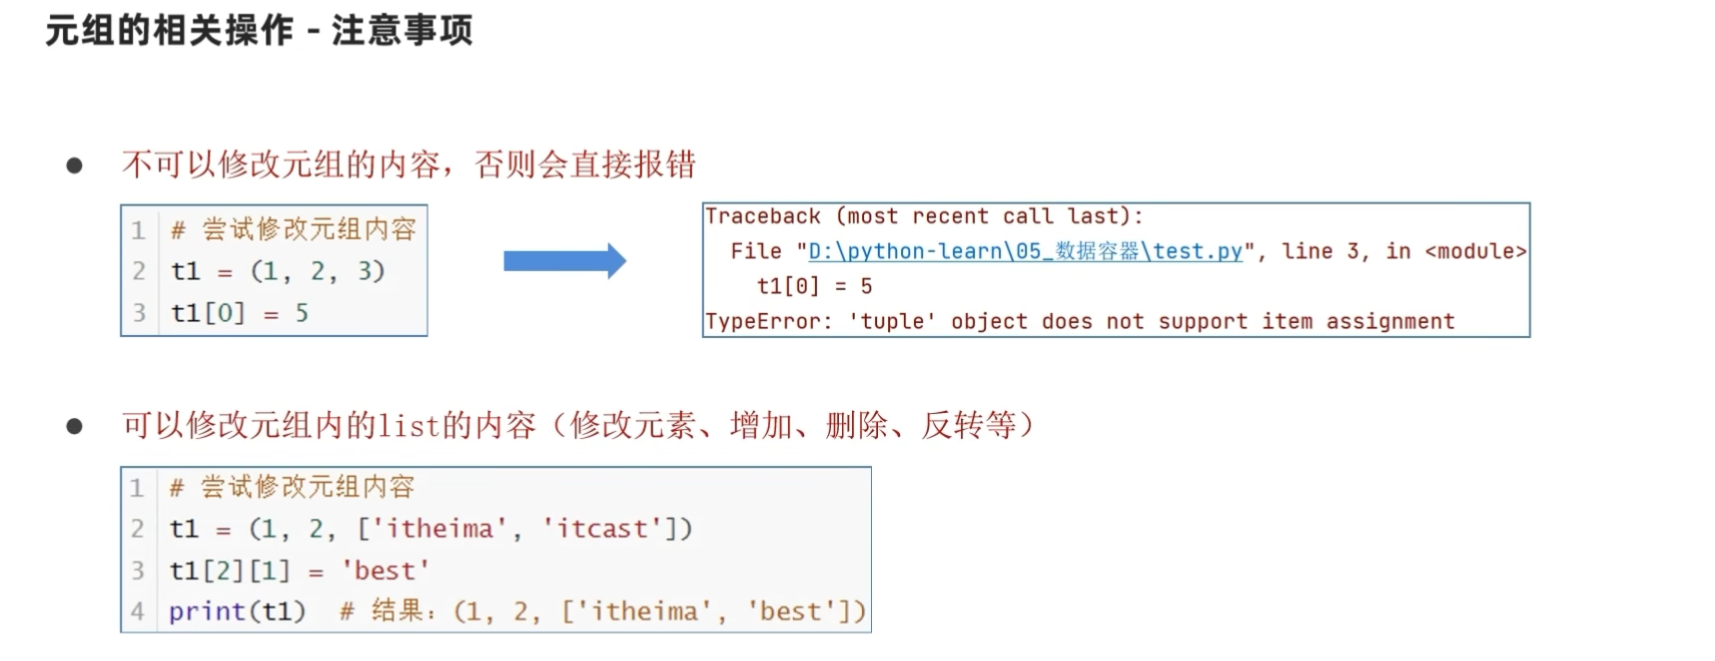 元组的相关操作 - 注意事项
● 不可以修改元组的内容，否则会直接报错
1 # 尝试修改元组内容
2 t1 = (1, 2, 3)
3 t1[0] = 5
Traceback (most recent call last):
File "D:\python-learn\05_数据容器\test.py", line 3, in <module>
t1[0] = 5
TypeError: 'tuple' object does not support item assignment
● 可以修改元组内的list的内容（修改元素、增加、删除、反转等）
1 # 尝试修改元组内容
2 t1 = (1, 2, ['itheima', 'itcast'])
3 t1[2][1] = 'best'
4 print(t1) # 结果：(1, 2, ['itheima', 'best'])